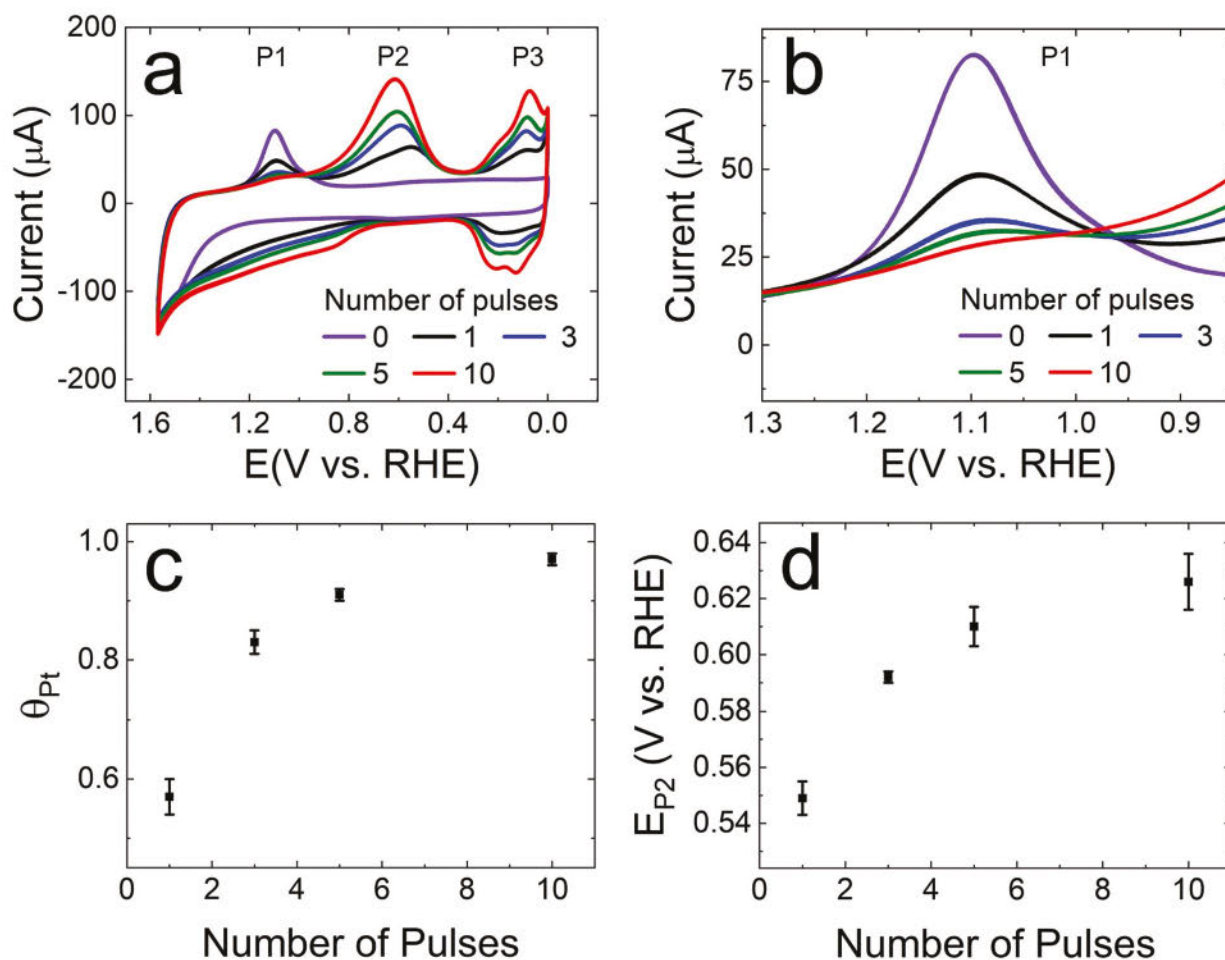 a
P1
P2
P3
200
100
0
-100
-200
Current (μA)
Number of pulses
0 1 3
5 10
1.6 1.2 0.8 0.4 0.0
E(V vs. RHE)
b
P1
75
50
25
0
Current (μA)
Number of pulses
0 1 3
5 10
1.3 1.2 1.1 1.0 0.9
E(V vs. RHE)
c
1.0
0.8
0.6
θPt
0 2 4 6 8 10
Number of Pulses
d
0.64
0.62
0.60
0.58
0.56
0.54
EP2 (V vs. RHE)
0 2 4 6 8 10
Number of Pulses